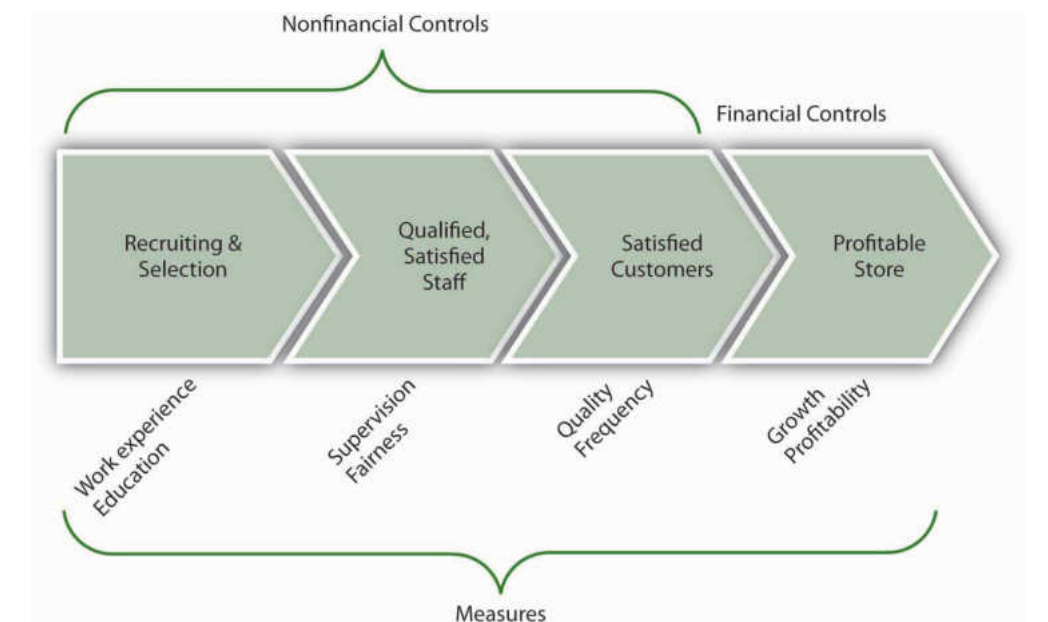 Nonfinancial Controls
Financial Controls
Recruiting &
Selection
Qualified,
Satisfied
Staff
Satisfied
Customers
Profitable
Store
Work experience
Education
Supervision
Fairness
Quality
Frequency
Growth
Profitability
Measures